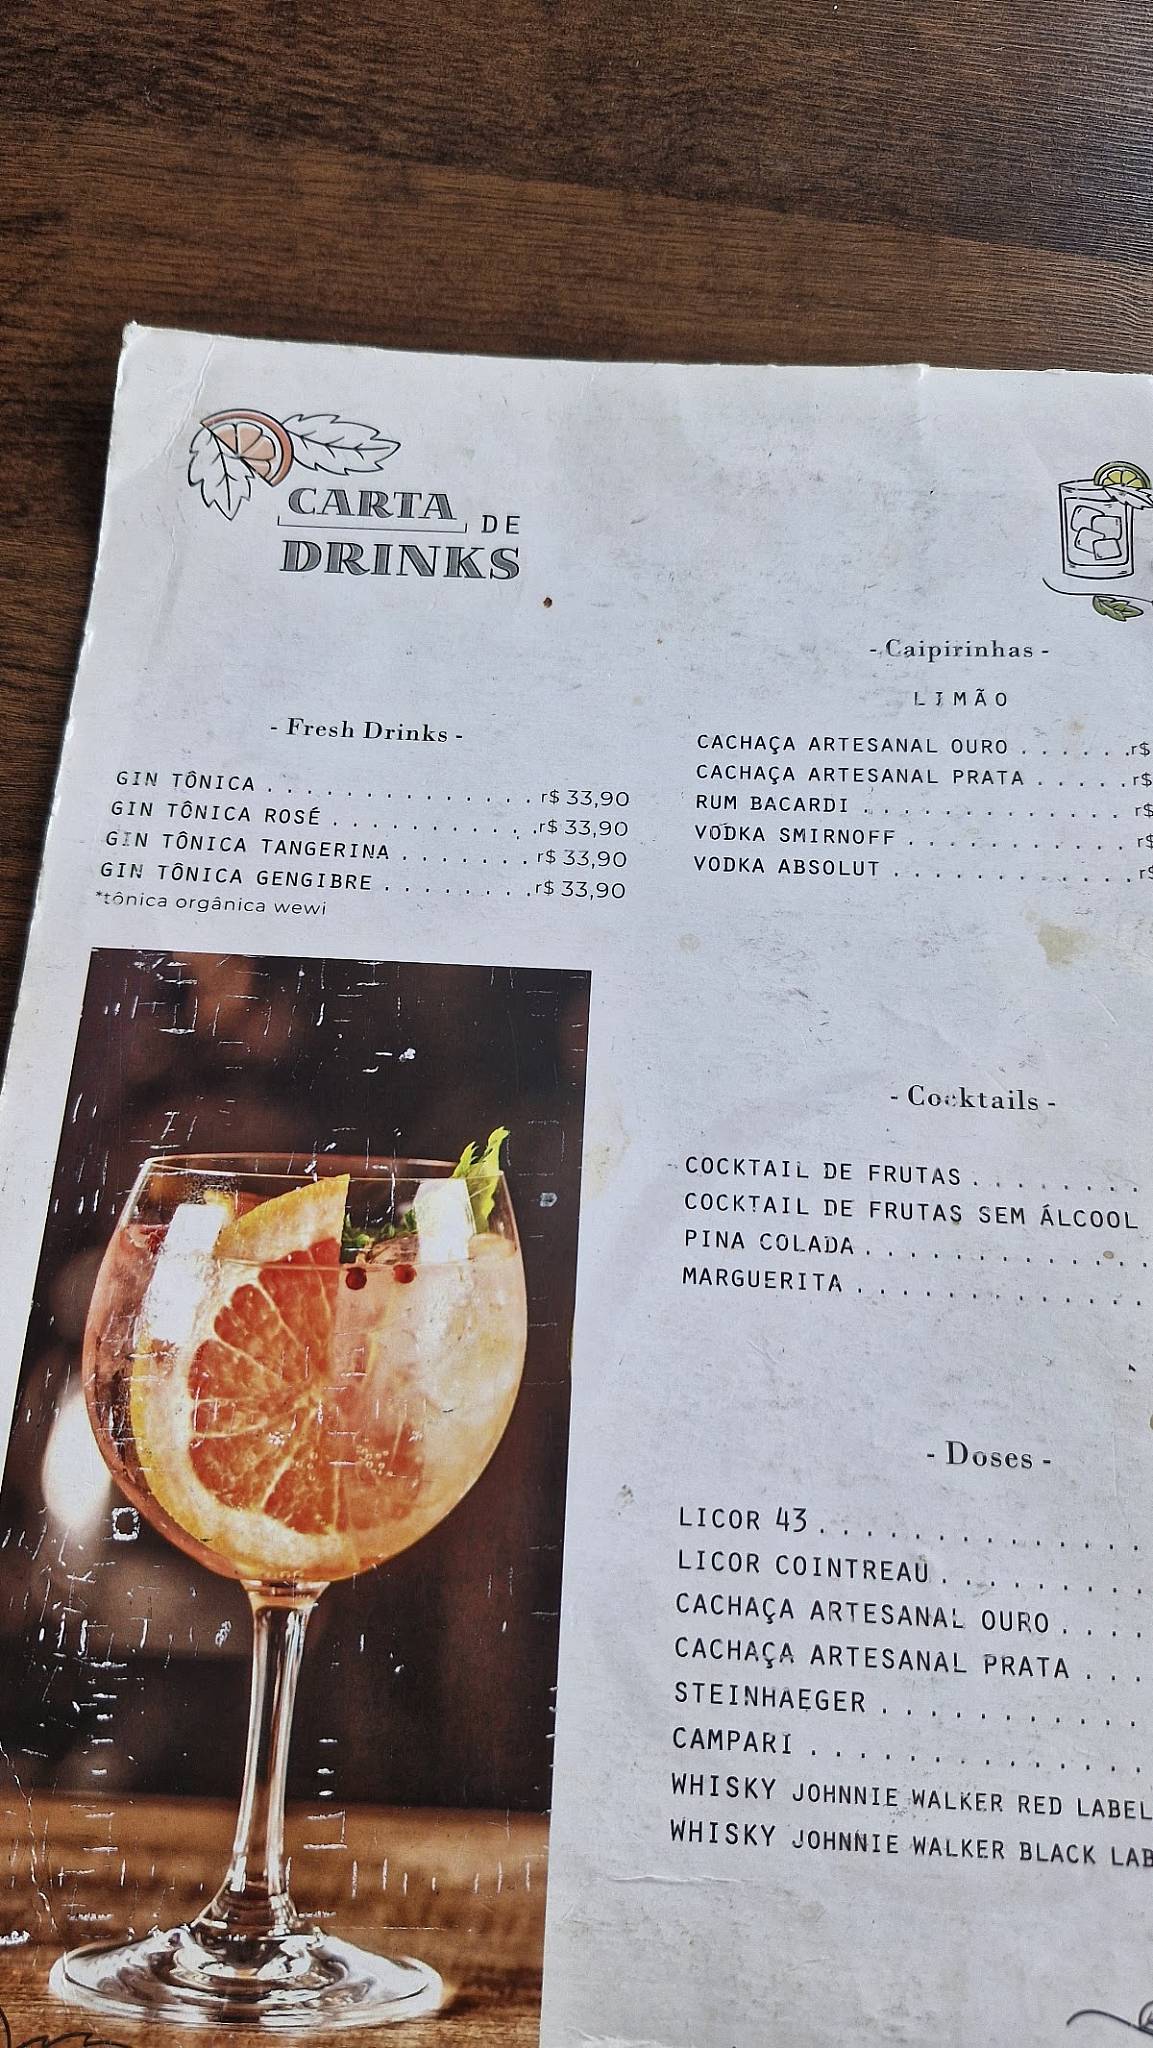 CARTA DE
DRINKS
- Fresh Drinks -
GIN TÔNICA . . . . . . . . . . . . . . r$ 33,90
GIN TÔNICA ROSÉ . . . . . . . . . . . r$ 33,90
GIN TÔNICA TANGERINA . . . . . . . r$ 33,90
GIN TÔNICA GENGIBRE . . . . . . . . r$ 33,90
*tônica orgânica wewi
- Caipirinhas -
LIMÃO
CACHAÇA ARTESANAL OURO . . . . . . r$
CACHAÇA ARTESANAL PRATA . . . . . r$
RUM BACARDI . . . . . . . . . . . . . r$
VODKA SMIRNOFF . . . . . . . . . . . r$
VODKA ABSOLUT . . . . . . . . . . . . r$
- Cocktails -
COCKTAIL DE FRUTAS . . . . . . . .
COCKTAIL DE FRUTAS SEM ÁLCOOL
PINA COLADA . . . . . . . . . . . . .
MARGUERITA . . . . . . . . . . . . .
- Doses -
LICOR 43 . . . . . . . . . . . . . .
LICOR COINTREAU . . . . . . . . .
CACHAÇA ARTESANAL OURO . . . .
CACHAÇA ARTESANAL PRATA . . .
STEINHAEGER . . . . . . . . . . .
CAMPARI . . . . . . . . . . . . . .
WHISKY JOHNNIE WALKER RED LABEL
WHISKY JOHNNIE WALKER BLACK LAB